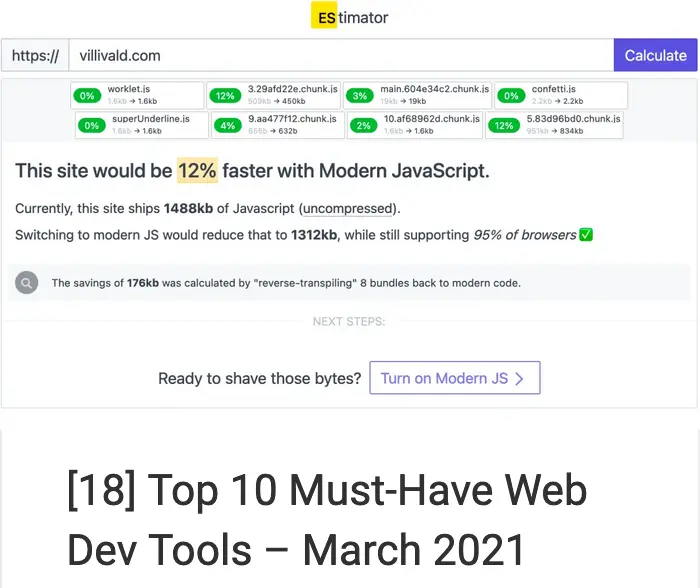 EStimator
https:// villivald.com Calculate
0% worklet.js 12% 3.29afd22e.chunk.js 3% main.604e34c2.chunk.js 0% confetti.js
1.6kb → 1.6kb 509kb → 450kb 19kb → 19kb 2.2kb → 2.2kb
0% superUnderline.js 4% 9.aa477f12.chunk.js 2% 10.af68962d.chunk.js 12% 5.83d96bd0.chunk.js
1.6kb → 1.6kb 656b → 632b 1.6kb → 1.6kb 951kb → 834kb
This site would be 12% faster with Modern JavaScript.
Currently, this site ships 1488kb of Javascript (uncompressed).
Switching to modern JS would reduce that to 1312kb, while still supporting 95% of browsers ✅
The savings of 176kb was calculated by "reverse-transpiling" 8 bundles back to modern code.
NEXT STEPS:
Ready to shave those bytes? Turn on Modern JS >
[18] Top 10 Must-Have Web
Dev Tools – March 2021